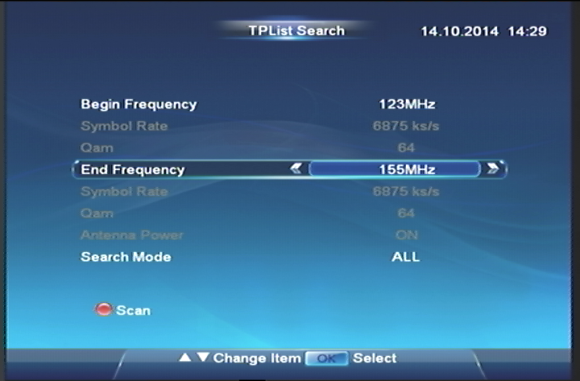 TPList Search 14.10.2014 14:29
Begin Frequency 123MHz
Symbol Rate 6875 ks/s
Qam 64
End Frequency 155MHz
Symbol Rate 6875 ks/s
Qam 64
Antenna Power ON
Search Mode ALL
Scan
Change Item OK Select